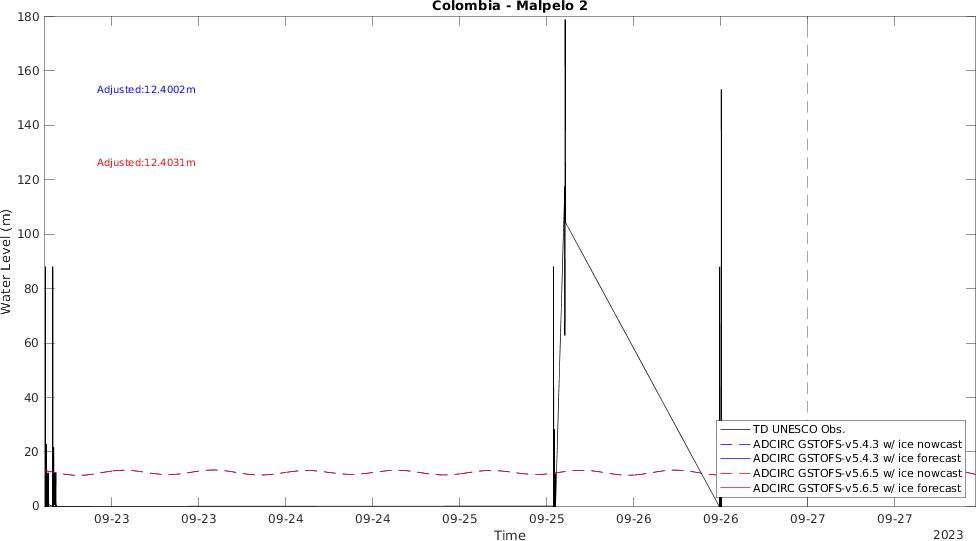 Colombia - Malpelo 2
180
160
140
120
100
80
60
40
20
0
Water Level (m)
Adjusted:12.4002m
Adjusted:12.4031m
TD UNESCO Obs.
ADCIRC GSTOFS-v5.4.3 w/ ice nowcast
ADCIRC GSTOFS-v5.4.3 w/ ice forecast
ADCIRC GSTOFS-v5.6.5 w/ ice nowcast
ADCIRC GSTOFS-v5.6.5 w/ ice forecast
09-23 09-23 09-24 09-24 09-25 09-25 09-26 09-26 09-27 09-27
Time
2023